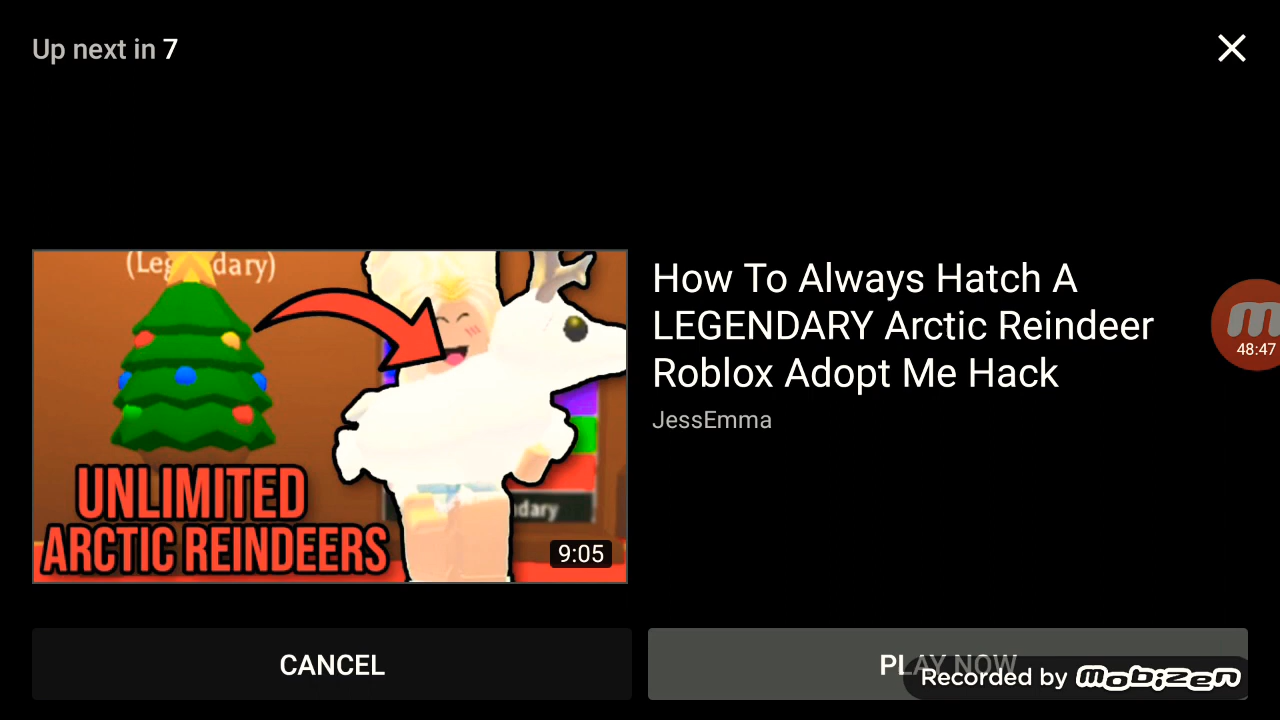 Up next in 7
48:47
(Legendary)
UNLIMITED
ARCTIC REINDEERS
9:05
How To Always Hatch A
LEGENDARY Arctic Reindeer
Roblox Adopt Me Hack
JessEmma
CANCEL
PLAY NOW
Recorded by mobizen